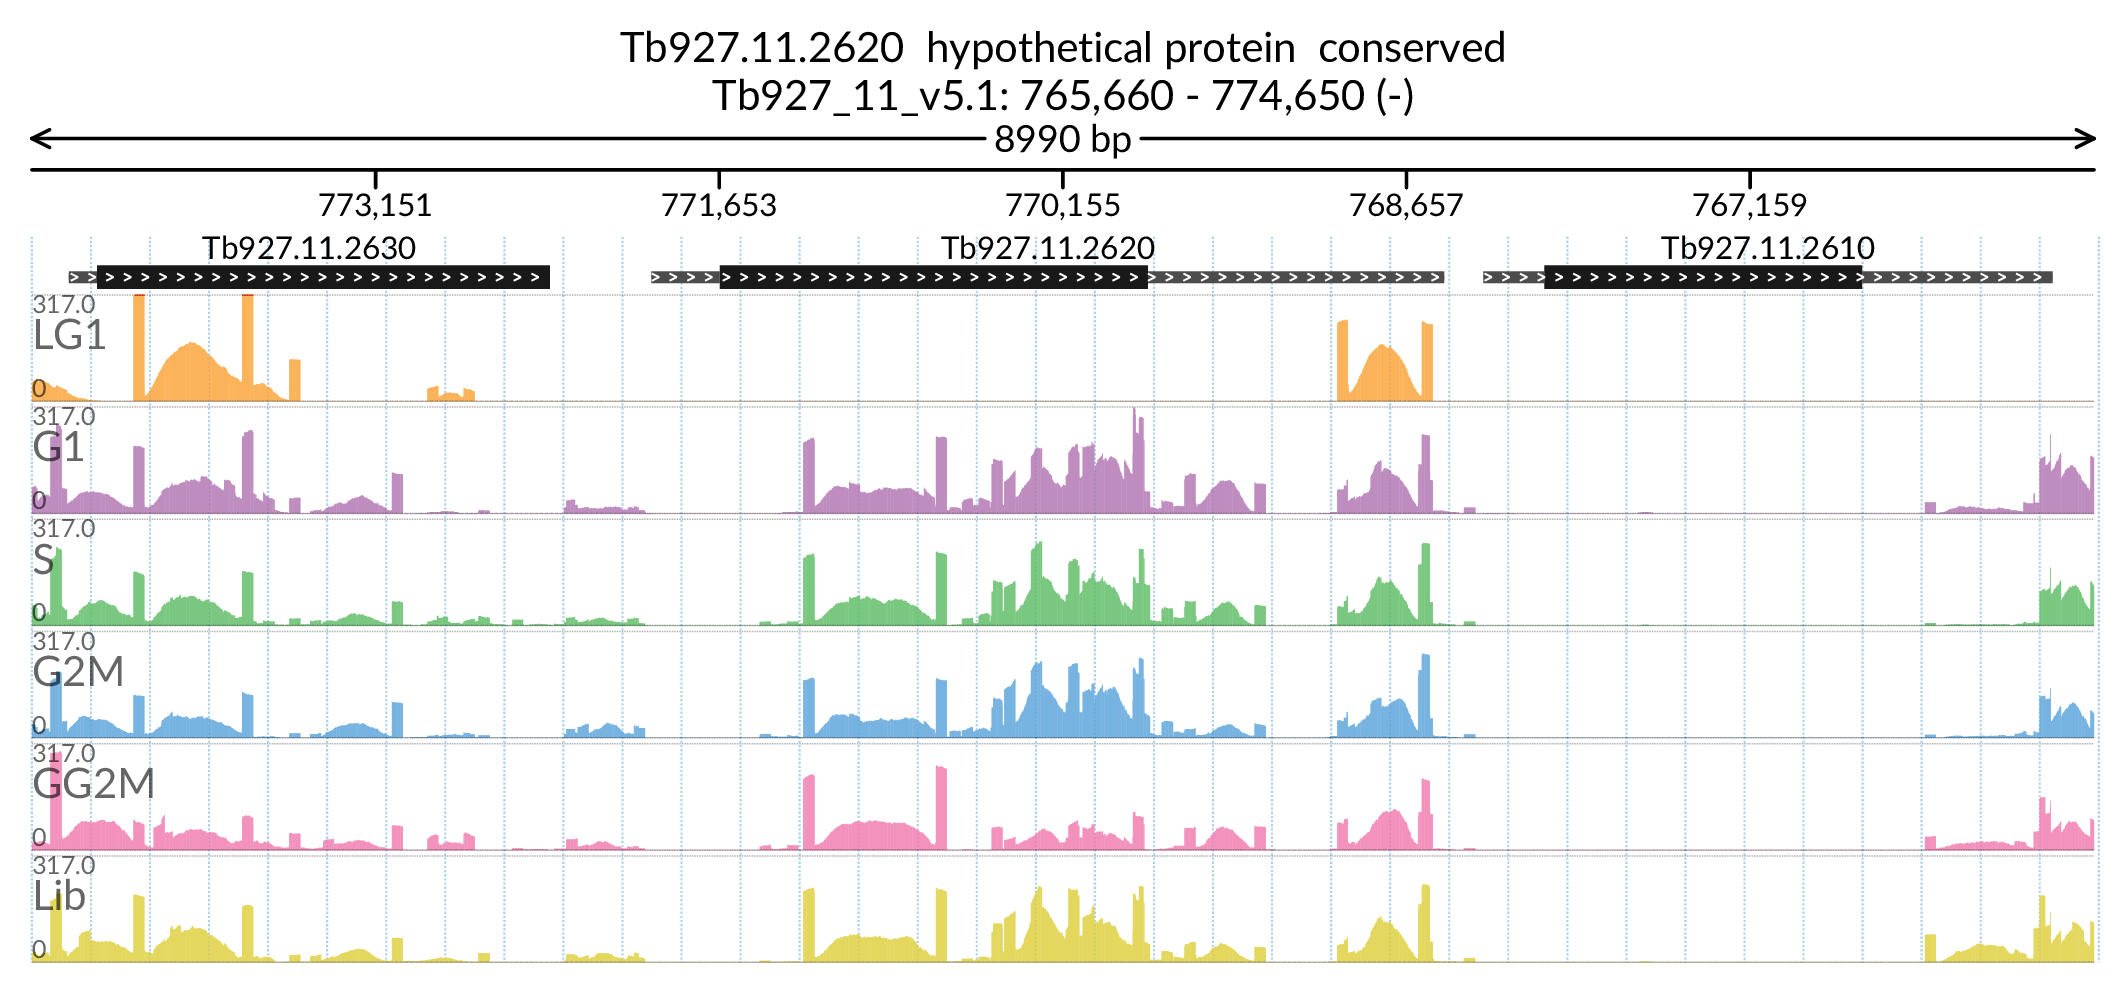 Tb927.11.2620 hypothetical protein conserved
Tb927_11_v5.1: 765,660 - 774,650 (-)
8990 bp
773,151 771,653 770,155 768,657 767,159
Tb927.11.2630 Tb927.11.2620 Tb927.11.2610
317.0
LG1
0
317.0
G1
0
317.0
S
0
317.0
G2M
0
317.0
GG2M
0
317.0
Lib
0